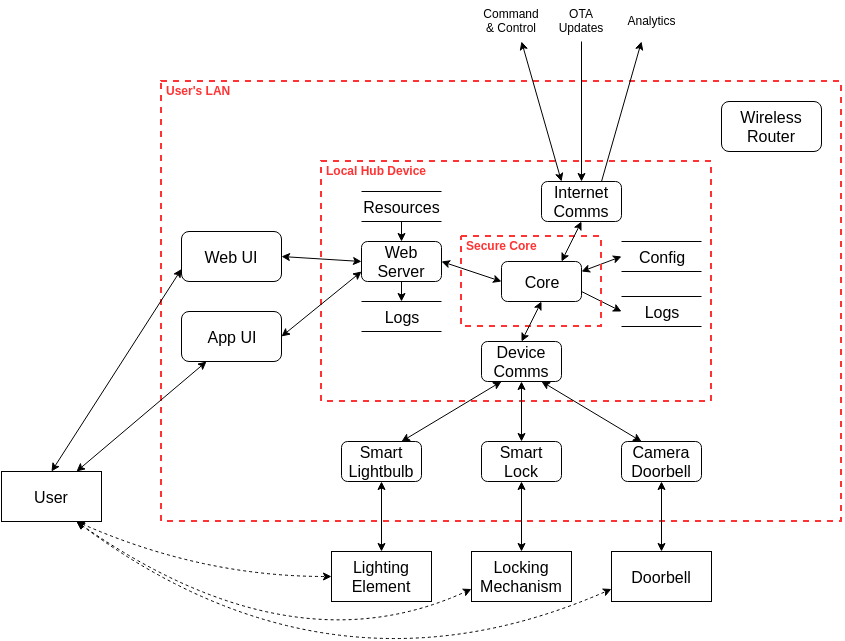 Command
& Control
OTA
Updates
Analytics
User's LAN
Wireless
Router
Local Hub Device
Resources
Internet
Comms
Secure Core
Web UI
Web
Server
Core
Config
Logs
Logs
App UI
Device
Comms
Smart
Lightbulb
Smart
Lock
Camera
Doorbell
User
Lighting
Element
Locking
Mechanism
Doorbell